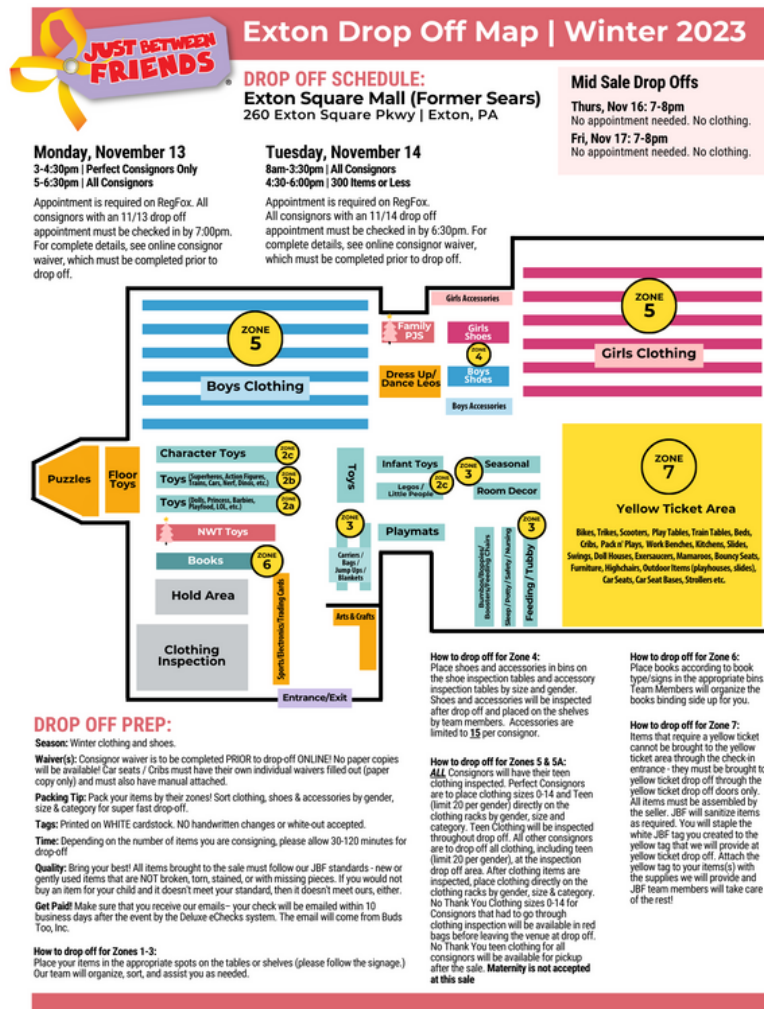 Exton Drop Off Map | Winter 2023
JUST BETWEEN
FRIENDS
®
DROP OFF SCHEDULE:
Exton Square Mall (Former Sears)
260 Exton Square Pkwy | Exton, PA
Mid Sale Drop Offs
Thurs, Nov 16: 7-8pm
No appointment needed. No clothing.
Fri, Nov 17: 7-8pm
No appointment needed. No clothing.
Monday, November 13
3-4:30pm | Perfect Consignors Only
5-6:30pm | All Consignors
Appointment is required on RegFox. All
consignors with an 11/13 drop off
appointment must be checked in by 7:00pm.
For complete details, see online consignor
waiver, which must be completed prior to
drop off.
Tuesday, November 14
8am-3:30pm | All Consignors
4:30-6:00pm | 300 Items or Less
Appointment is required on RegFox.
All consignors with an 11/14 drop off
appointment must be checked in by 6:30pm. For
complete details, see online consignor waiver,
which must be completed prior to drop off.
ZONE
5
Boys Clothing
Girls Accessories
Family
PJS
Girls
Shoes
ZONE
4
Dress Up/
Dance Leos
Boys
Shoes
Boys Accessories
ZONE
5
Girls Clothing
Puzzles
Floor
Toys
Character Toys
ZONE
2c
Toys (Superheros, Action Figures,
Trains, Cars, Nerf, Dinos, etc.)
ZONE
2b
Toys (Dolls, Princess, Barbies,
Playfood, LOL, etc.)
ZONE
2a
NWT Toys
Books
ZONE
6
Hold Area
Clothing
Inspection
Sports/Electronics/Trading Cards
Toys
ZONE
3
Carriers /
Bags /
Jump Ups /
Blankets
Arts & Crafts
Entrance/Exit
Infant Toys
Legos /
Little People
ZONE
2c
ZONE
3
Seasonal
Room Decor
Playmats
Bumbos/Boppies/
Boosters/Feeding Chairs
Sleep / Potty / Safety / Nursing
Feeding / Tubby
ZONE
3
ZONE
7
Yellow Ticket Area
Bikes, Trikes, Scooters, Play Tables, Train Tables, Beds,
Cribs, Pack n' Plays, Work Benches, Kitchens, Slides,
Swings, Doll Houses, Exersaucers, Mamaroos, Bouncy Seats,
Furniture, Highchairs, Outdoor Items (playhouses, slides),
Car Seats, Car Seat Bases, Strollers etc.
DROP OFF PREP:
Season: Winter clothing and shoes.
Waiver(s): Consignor waiver is to be completed PRIOR to drop-off ONLINE! No paper copies
will be available! Car seats / Cribs must have their own individual waivers filled out (paper
copy only) and must also have manual attached.
Packing Tip: Pack your items by their zones! Sort clothing, shoes & accessories by gender,
size & category for super fast drop-off.
Tags: Printed on WHITE cardstock. NO handwritten changes or white-out accepted.
Time: Depending on the number of items you are consigning, please allow 30-120 minutes for
drop-off
Quality: Bring your best! All items brought to the sale must follow our JBF standards - new or
gently used items that are NOT broken, torn, stained, or with missing pieces. If you would not
buy an item for your child and it doesn't meet your standard, then it doesn't meet ours, either.
Get Paid! Make sure that you receive our emails– your check will be emailed within 10
business days after the event by the Deluxe eChecks system. The email will come from Buds
Too, Inc.
How to drop off for Zones 1-3:
Place your items in the appropriate spots on the tables or shelves (please follow the signage.)
Our team will organize, sort, and assist you as needed.
How to drop off for Zone 4:
Place shoes and accessories in bins on
the shoe inspection tables and accessory
inspection tables by size and gender.
Shoes and accessories will be inspected
after drop off and placed on the shelves
by team members. Accessories are
limited to 15 per consignor.
How to drop off for Zones 5 & 5A:
ALL Consignors will have their teen
clothing inspected. Perfect Consignors
are to place clothing sizes 0-14 and Teen
(limit 20 per gender) directly on the
clothing racks by gender, size and
category. Teen Clothing will be inspected
throughout drop off. All other consignors
are to drop off all clothing, including teen
(limit 20 per gender), at the inspection
drop off area. After clothing items are
inspected, place clothing directly on the
clothing racks by gender, size & category.
No Thank You Clothing sizes 0-14 for
Consignors that had to go through
clothing inspection will be available in red
bags before leaving the venue at drop off.
No Thank You teen clothing for all
consignors will be available for pickup
after the sale. Maternity is not accepted
at this sale
How to drop off for Zone 6:
Place books according to book
type/signs in the appropriate bins
Team Members will organize the
books binding side up for you.
How to drop off for Zone 7:
Items that require a yellow ticket
cannot be brought to the yellow
ticket area through the check-in
entrance - they must be brought to
yellow ticket drop off through the
yellow ticket drop off doors only.
All items must be assembled by
the seller. JBF will sanitize items
as required. You will staple the
white JBF tag you created to the
yellow tag that we will provide at
yellow ticket drop off. Attach the
yellow tag to your items(s) with
the supplies we will provide and
JBF team members will take care
of the rest!